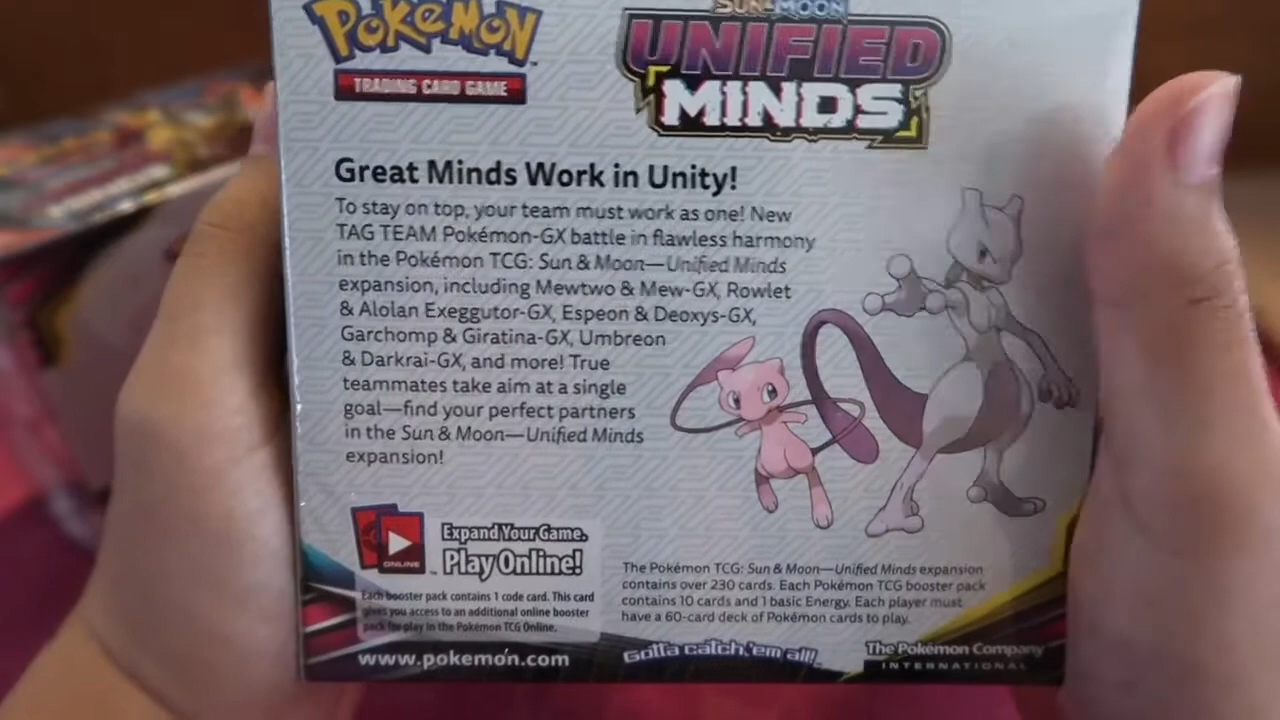 Pokémon
TRADING CARD GAME
SUN & MOON
UNIFIED
MINDS
Great Minds Work in Unity!
To stay on top, your team must work as one! New
TAG TEAM Pokémon-GX battle in flawless harmony
in the Pokémon TCG: Sun & Moon—Unified Minds
expansion, including Mewtwo & Mew-GX, Rowlet
& Alolan Exeggutor-GX, Espeon & Deoxys-GX,
Garchomp & Giratina-GX, Umbreon
& Darkrai-GX, and more! True
teammates take aim at a single
goal—find your perfect partners
in the Sun & Moon—Unified Minds
expansion!
ONLINE
Expand Your Game.
Play Online!
Each booster pack contains 1 code card. This card
gives you access to an additional online booster
pack for play in the Pokémon TCG Online.
The Pokémon TCG: Sun & Moon—Unified Minds expansion
contains over 230 cards. Each Pokémon TCG booster pack
contains 10 cards and 1 basic Energy. Each player must
have a 60-card deck of Pokémon cards to play.
www.pokemon.com
Gotta catch 'em all!
The Pokémon Company
INTERNATIONAL